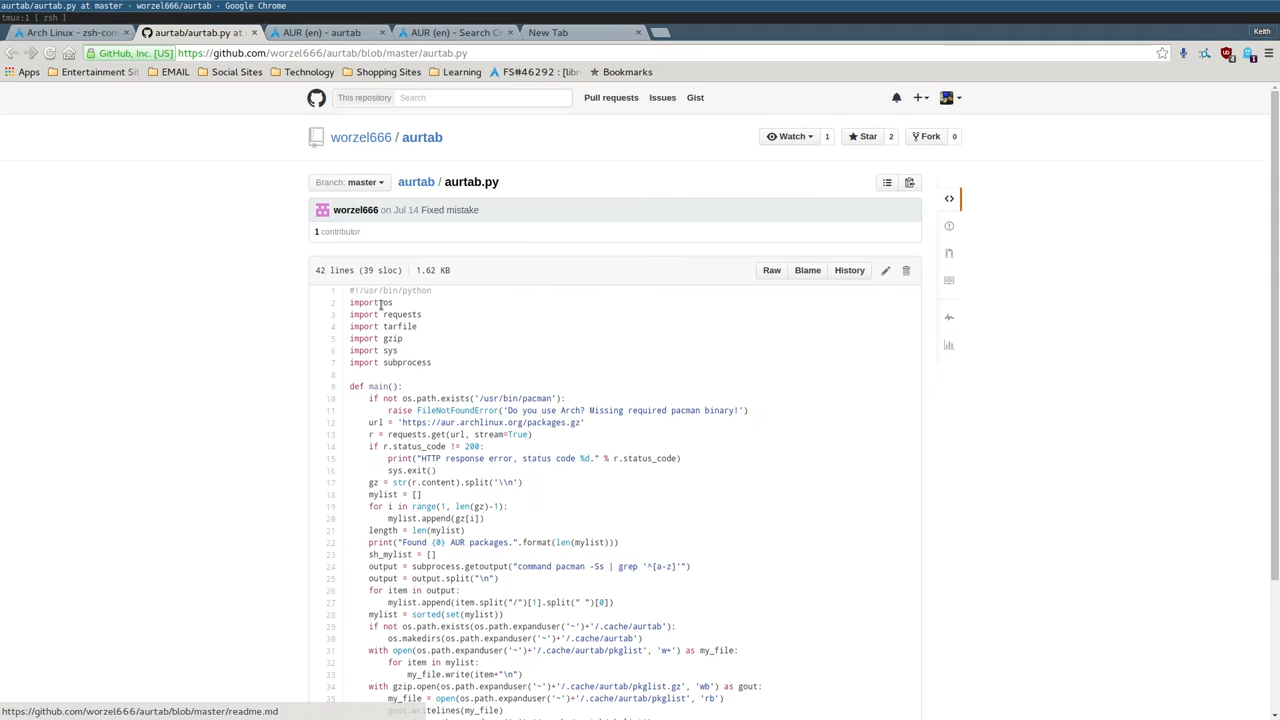 aurtab/aurtab.py at master · worzel666/aurtab - Google Chrome
tmux:1 [ zsh ]
Arch Linux - zsh-com
aurtab/aurtab.py at
AUR (en) - aurtab
AUR (en) - Search Cr
New Tab
Keith
GitHub, Inc. [US]
https://github.com/worzel666/aurtab/blob/master/aurtab.py
Apps
Entertainment Sit
EMAIL
Social Sites
Technology
Shopping Sites
Learning
FS#46292 : [libr
Bookmarks
This repository
Search
Pull requests
Issues
Gist
worzel666 / aurtab
Watch 1
Star 2
Fork 0
Branch: master
aurtab / aurtab.py
worzel666 on Jul 14 Fixed mistake
1 contributor
42 lines (39 sloc) 1.62 KB
Raw
Blame
History
1 #!/usr/bin/python
2 import os
3 import requests
4 import tarfile
5 import gzip
6 import sys
7 import subprocess
8
9 def main():
10 if not os.path.exists('/usr/bin/pacman'):
11 raise FileNotFoundError('Do you use Arch? Missing required pacman binary!')
12 url = 'https://aur.archlinux.org/packages.gz'
13 r = requests.get(url, stream=True)
14 if r.status_code != 200:
15 print("HTTP response error, status code %d." % r.status_code)
16 sys.exit()
17 gz = str(r.content).split('\\n')
18 mylist = []
19 for i in range(1, len(gz)-1):
20 mylist.append(gz[i])
21 length = len(mylist)
22 print("Found {0} AUR packages.".format(len(mylist)))
23 sh_mylist = []
24 output = subprocess.getoutput("command pacman -Ss | grep '^[a-z]'")
25 output = output.split("\n")
26 for item in output:
27 mylist.append(item.split("/")[1].split(" ")[0])
28 mylist = sorted(set(mylist))
29 if not os.path.exists(os.path.expanduser('~')+'/.cache/aurtab'):
30 os.makedirs(os.path.expanduser('~')+'/.cache/aurtab')
31 with open(os.path.expanduser('~')+'/.cache/aurtab/pkglist', 'w+') as my_file:
32 for item in mylist:
33 my_file.write(item+"\n")
34 with gzip.open(os.path.expanduser('~')+'/.cache/aurtab/pkglist.gz', 'wb') as gout:
35 my_file = open(os.path.expanduser('~')+'/.cache/aurtab/pkglist', 'rb')
gout.writelines(my_file)
https://github.com/worzel666/aurtab/blob/master/readme.md